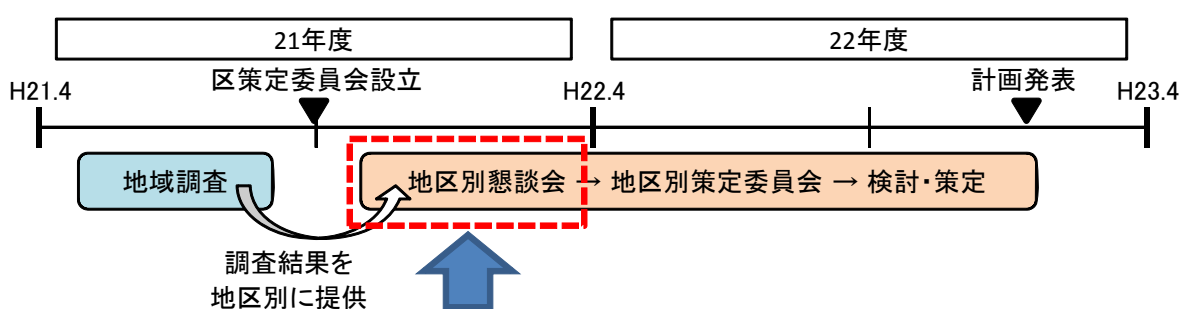 21年度
22年度
区策定委員会設立
計画発表
H21.4
H22.4
H23.4
地域調査
地区別懇談会 → 地区別策定委員会 → 検討・策定
調査結果を
地区別に提供